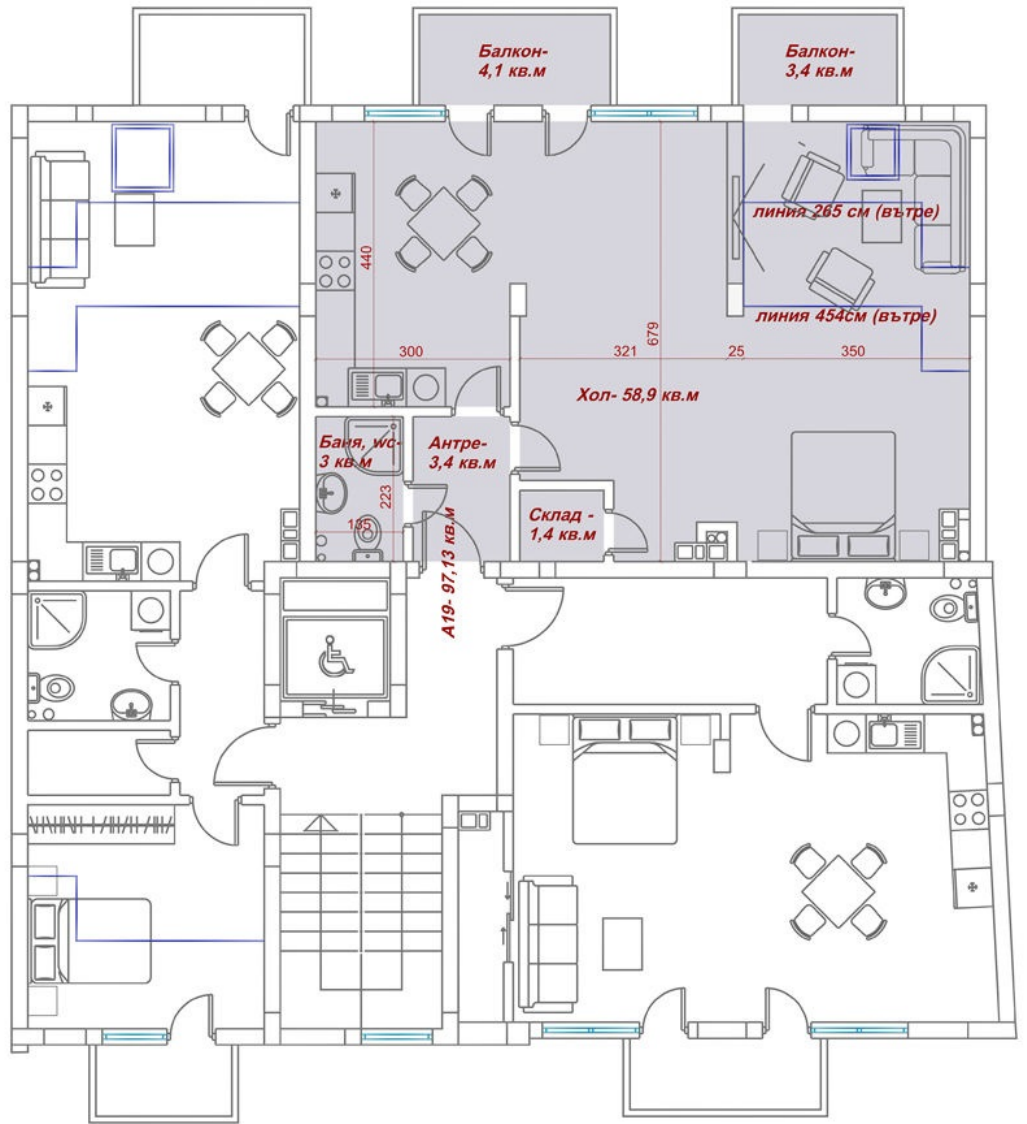 Балкон-
4,1 кв.м
Балкон-
3,4 кв.м
линия 265 см (вътре)
440
линия 454см (вътре)
679
300
321
25
350
Хол- 58,9 кв.м
Баня, wc-
3 кв.м
Антре-
3,4 кв.м
223
135
Склад -
1,4 кв.м
А19- 97,13 кв.м